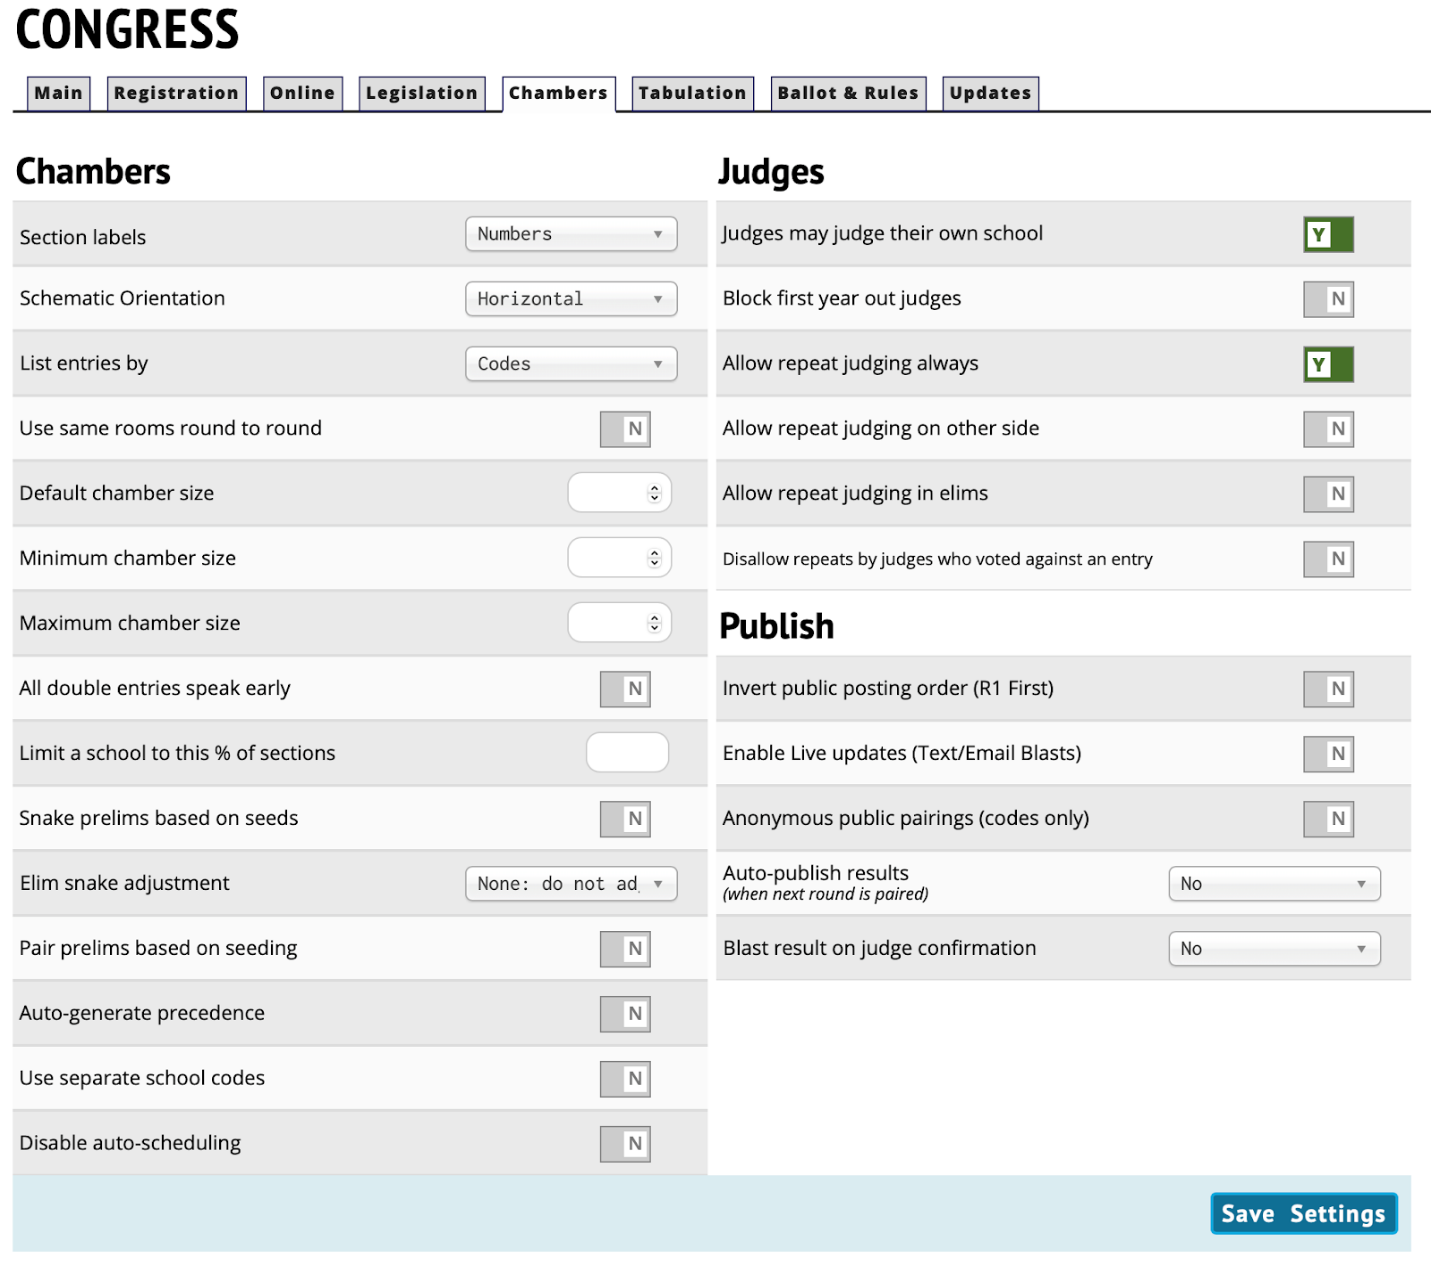 CONGRESS
Main Registration Online Legislation Chambers Tabulation Ballot & Rules Updates
Chambers
Section labels Numbers
Schematic Orientation Horizontal
List entries by Codes
Use same rooms round to round N
Default chamber size
Minimum chamber size
Maximum chamber size
All double entries speak early N
Limit a school to this % of sections
Snake prelims based on seeds N
Elim snake adjustment None: do not ad
Pair prelims based on seeding N
Auto-generate precedence N
Use separate school codes N
Disable auto-scheduling N
Judges
Judges may judge their own school Y
Block first year out judges N
Allow repeat judging always Y
Allow repeat judging on other side N
Allow repeat judging in elims N
Disallow repeats by judges who voted against an entry N
Publish
Invert public posting order (R1 First) N
Enable Live updates (Text/Email Blasts) N
Anonymous public pairings (codes only) N
Auto-publish results
(when next round is paired) No
Blast result on judge confirmation No
Save Settings